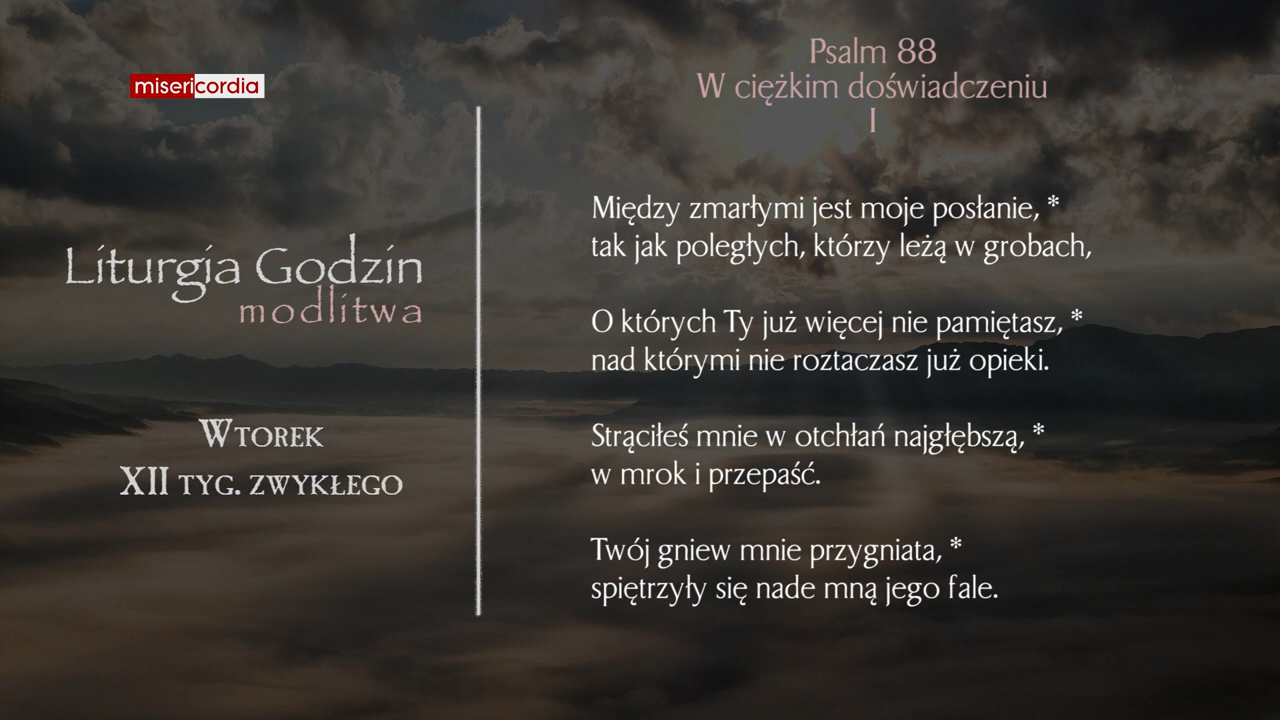 misericordia
Liturgia Godzin
modlitwa
Wtorek
XII tyg. zwykłego
Psalm 88
W ciężkim doświadczeniu
I
Między zmarłymi jest moje posłanie, *
tak jak poległych, którzy leżą w grobach,
O których Ty już więcej nie pamiętasz, *
nad którymi nie roztaczasz już opieki.
Strąciłeś mnie w otchłań najgłębszą, *
w mrok i przepaść.
Twój gniew mnie przygniata, *
spiętrzyły się nade mną jego fale.